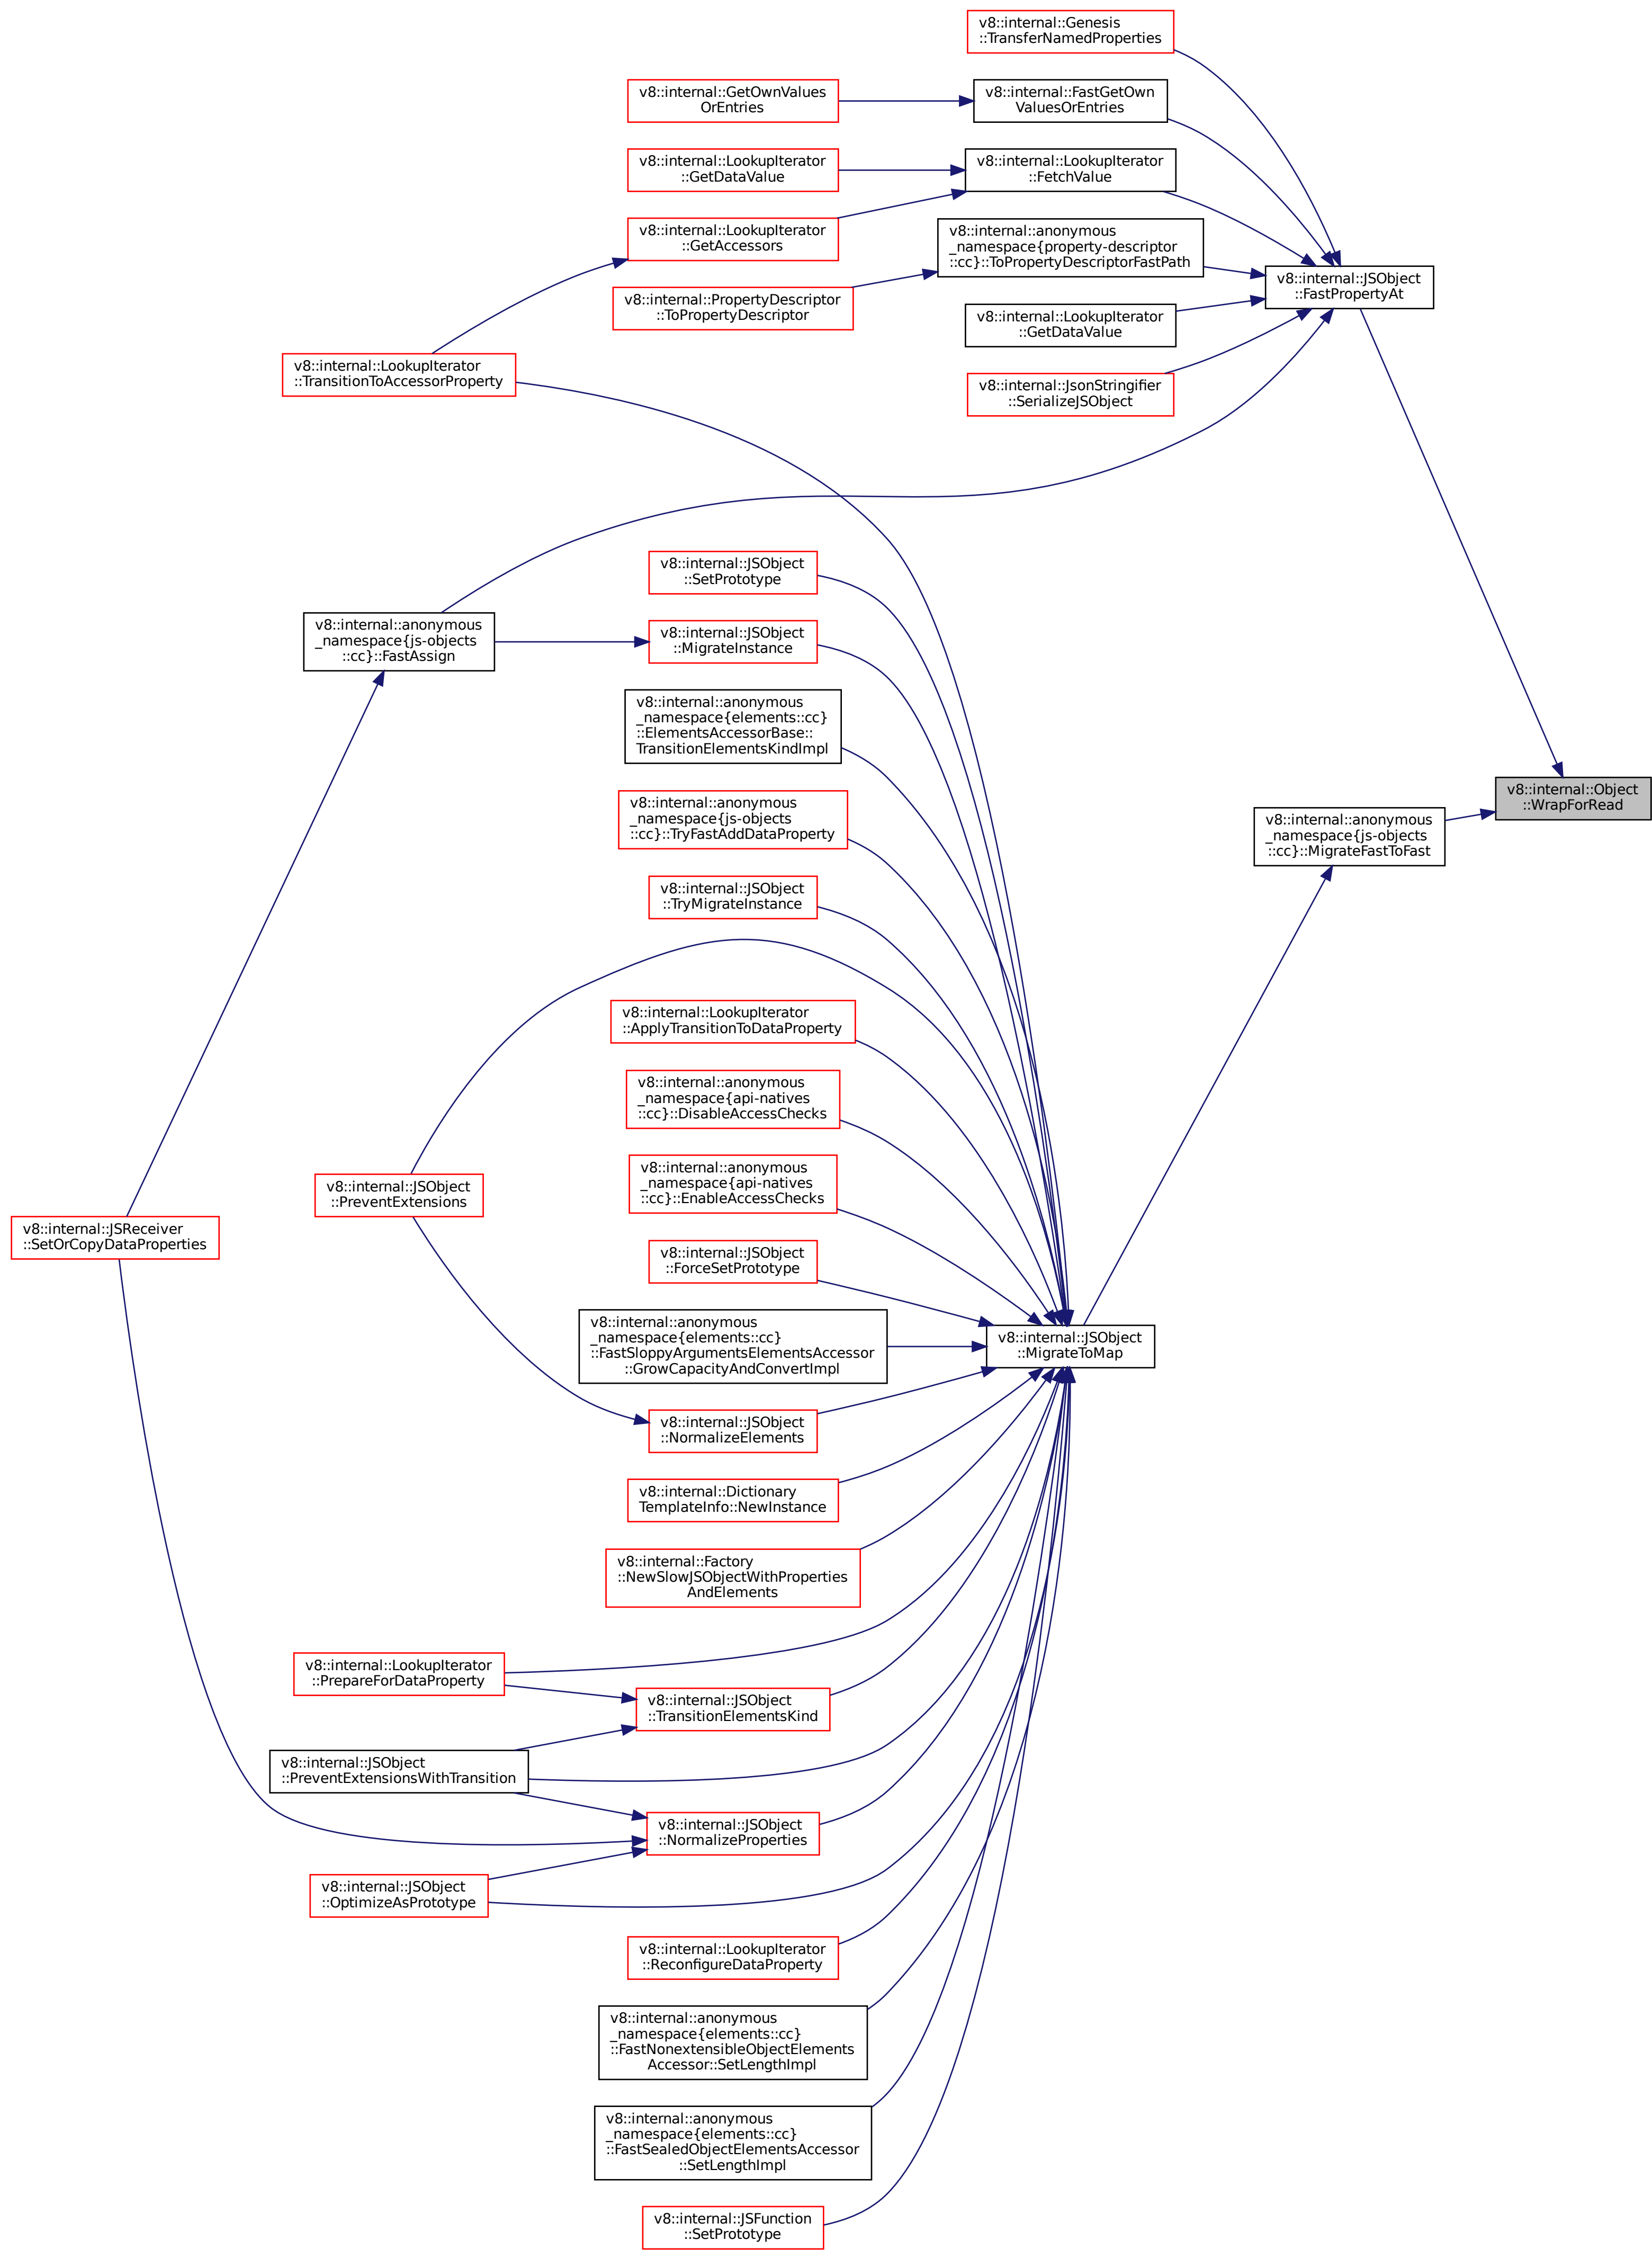 v8::internal::Genesis
::TransferNamedProperties
v8::internal::GetOwnValues
OrEntries
v8::internal::FastGetOwn
ValuesOrEntries
v8::internal::LookupIterator
::GetDataValue
v8::internal::LookupIterator
::FetchValue
v8::internal::LookupIterator
::GetAccessors
v8::internal::anonymous
_namespace{property-descriptor
::cc}::ToPropertyDescriptorFastPath
v8::internal::PropertyDescriptor
::ToPropertyDescriptor
v8::internal::JSObject
::FastPropertyAt
v8::internal::LookupIterator
::GetDataValue
v8::internal::LookupIterator
::TransitionToAccessorProperty
v8::internal::JsonStringifier
::SerializeJSObject
v8::internal::JSObject
::SetPrototype
v8::internal::anonymous
_namespace{js-objects
::cc}::FastAssign
v8::internal::JSObject
::MigrateInstance
v8::internal::anonymous
_namespace{elements::cc}
::ElementsAccessorBase::
TransitionElementsKindImpl
v8::internal::Object
::WrapForRead
v8::internal::anonymous
_namespace{js-objects
::cc}::TryFastAddDataProperty
v8::internal::anonymous
_namespace{js-objects
::cc}::MigrateFastToFast
v8::internal::JSObject
::TryMigrateInstance
v8::internal::LookupIterator
::ApplyTransitionToDataProperty
v8::internal::anonymous
_namespace{api-natives
::cc}::DisableAccessChecks
v8::internal::anonymous
_namespace{api-natives
::cc}::EnableAccessChecks
v8::internal::JSObject
::PreventExtensions
v8::internal::JSReceiver
::SetOrCopyDataProperties
v8::internal::JSObject
::ForceSetPrototype
v8::internal::anonymous
_namespace{elements::cc}
::FastSloppyArgumentsElementsAccessor
::GrowCapacityAndConvertImpl
v8::internal::JSObject
::MigrateToMap
v8::internal::JSObject
::NormalizeElements
v8::internal::Dictionary
TemplateInfo::NewInstance
v8::internal::Factory
::NewSlowJSObjectWithProperties
AndElements
v8::internal::LookupIterator
::PrepareForDataProperty
v8::internal::JSObject
::TransitionElementsKind
v8::internal::JSObject
::PreventExtensionsWithTransition
v8::internal::JSObject
::NormalizeProperties
v8::internal::JSObject
::OptimizeAsPrototype
v8::internal::LookupIterator
::ReconfigureDataProperty
v8::internal::anonymous
_namespace{elements::cc}
::FastNonextensibleObjectElements
Accessor::SetLengthImpl
v8::internal::anonymous
_namespace{elements::cc}
::FastSealedObjectElementsAccessor
::SetLengthImpl
v8::internal::JSFunction
::SetPrototype